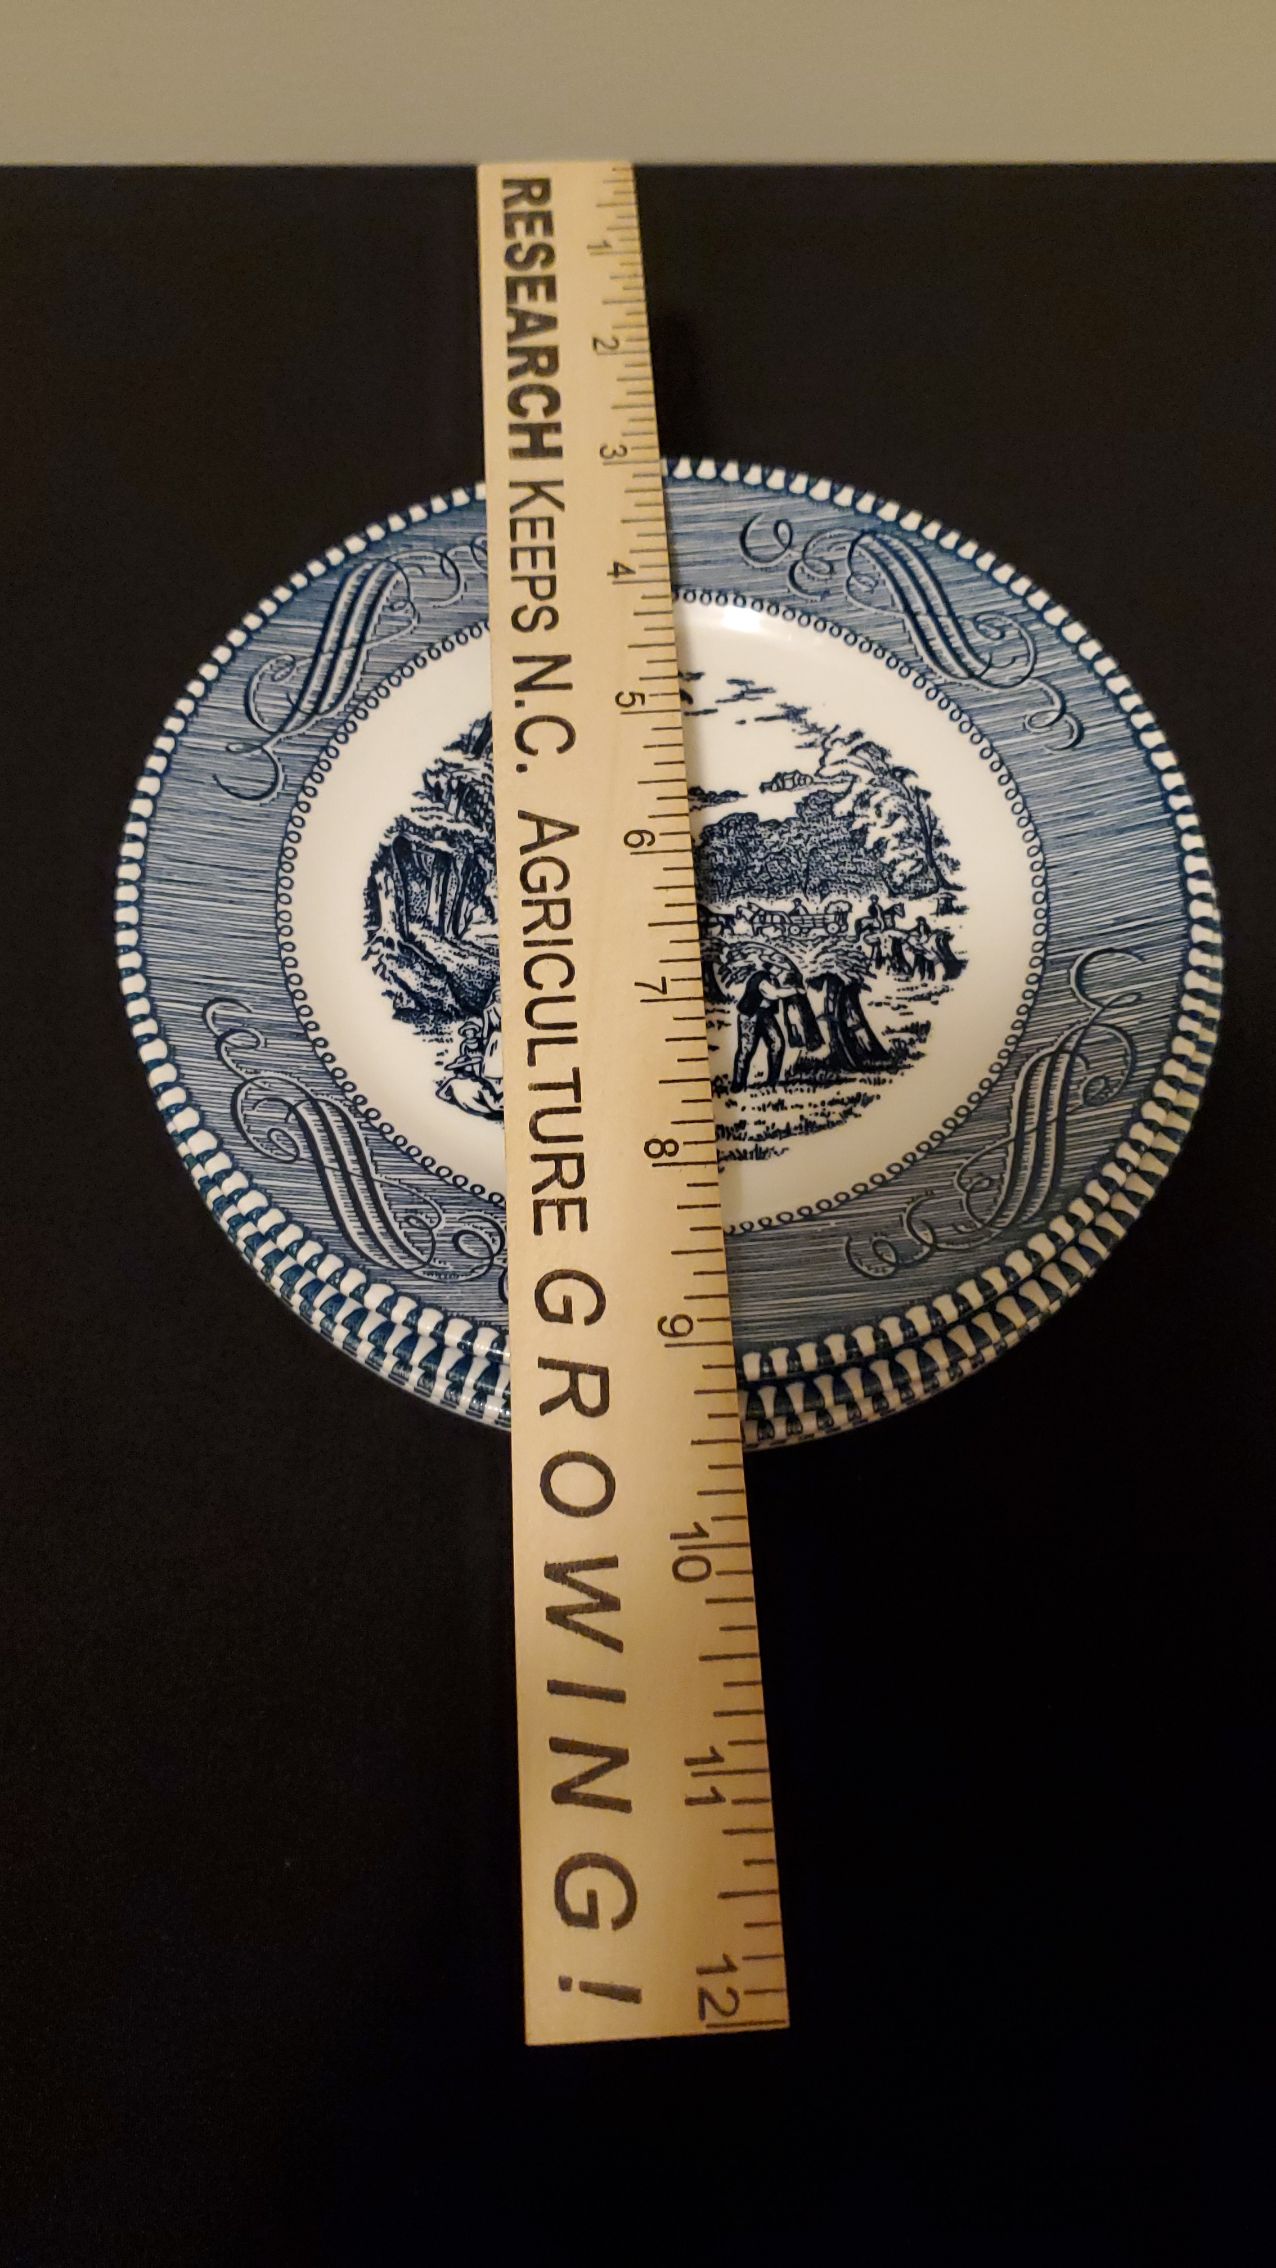 RESEARCH KEEPS N.C. AGRICULTURE GROWING!
1 2 3 4 5 6 7 8 9 10 11 12